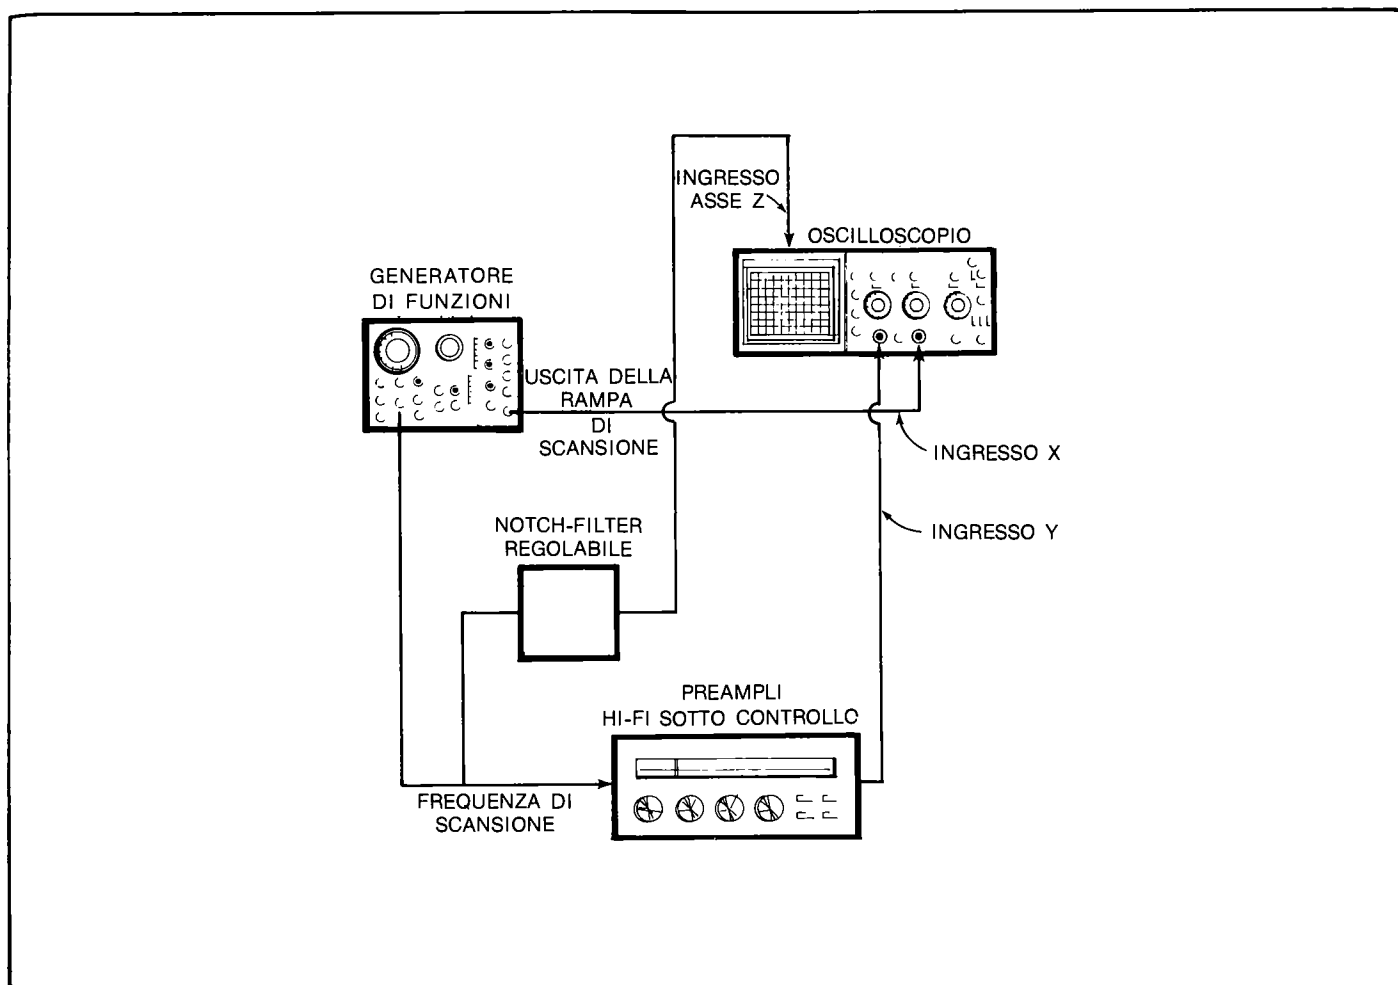 INGRESSO
ASSE Z
OSCILLOSCOPIO
GENERATORE
DI FUNZIONI
USCITA DELLA
RAMPA
DI
SCANSIONE
INGRESSO X
INGRESSO Y
NOTCH-FILTER
REGOLABILE
PREAMPLI
HI-FI SOTTO CONTROLLO
FREQUENZA DI
SCANSIONE